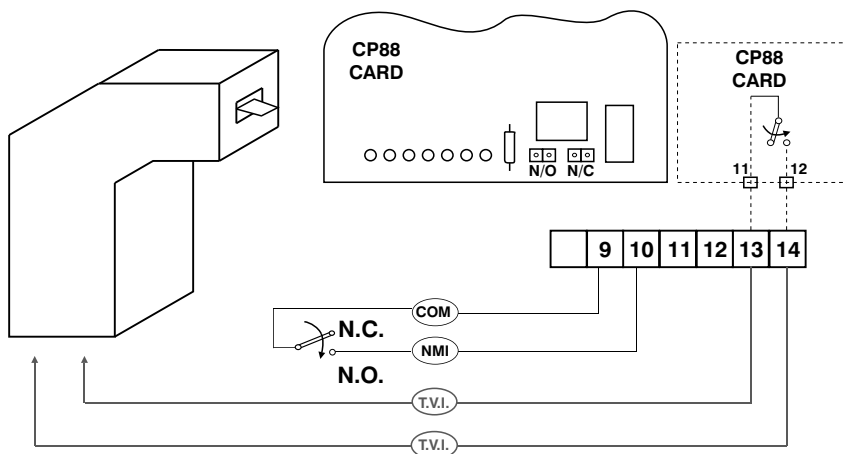 CP88
CARD
N/O N/C
CP88
CARD
11 12
9 10 11 12 13 14
COM
N.C.
NMI
N.O.
T.V.I.
T.V.I.